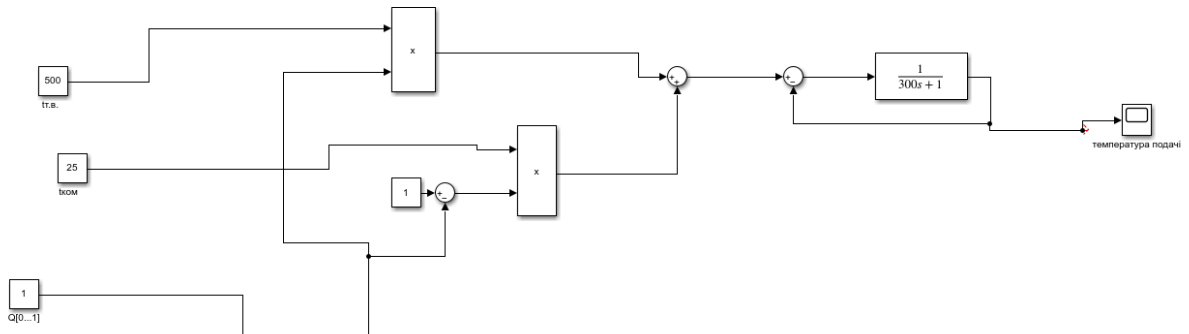 500
tт.в.
x
+
+
+
−
1
300s + 1
температура подачі
25
tком
x
1
+
−
1
Q[0...1]